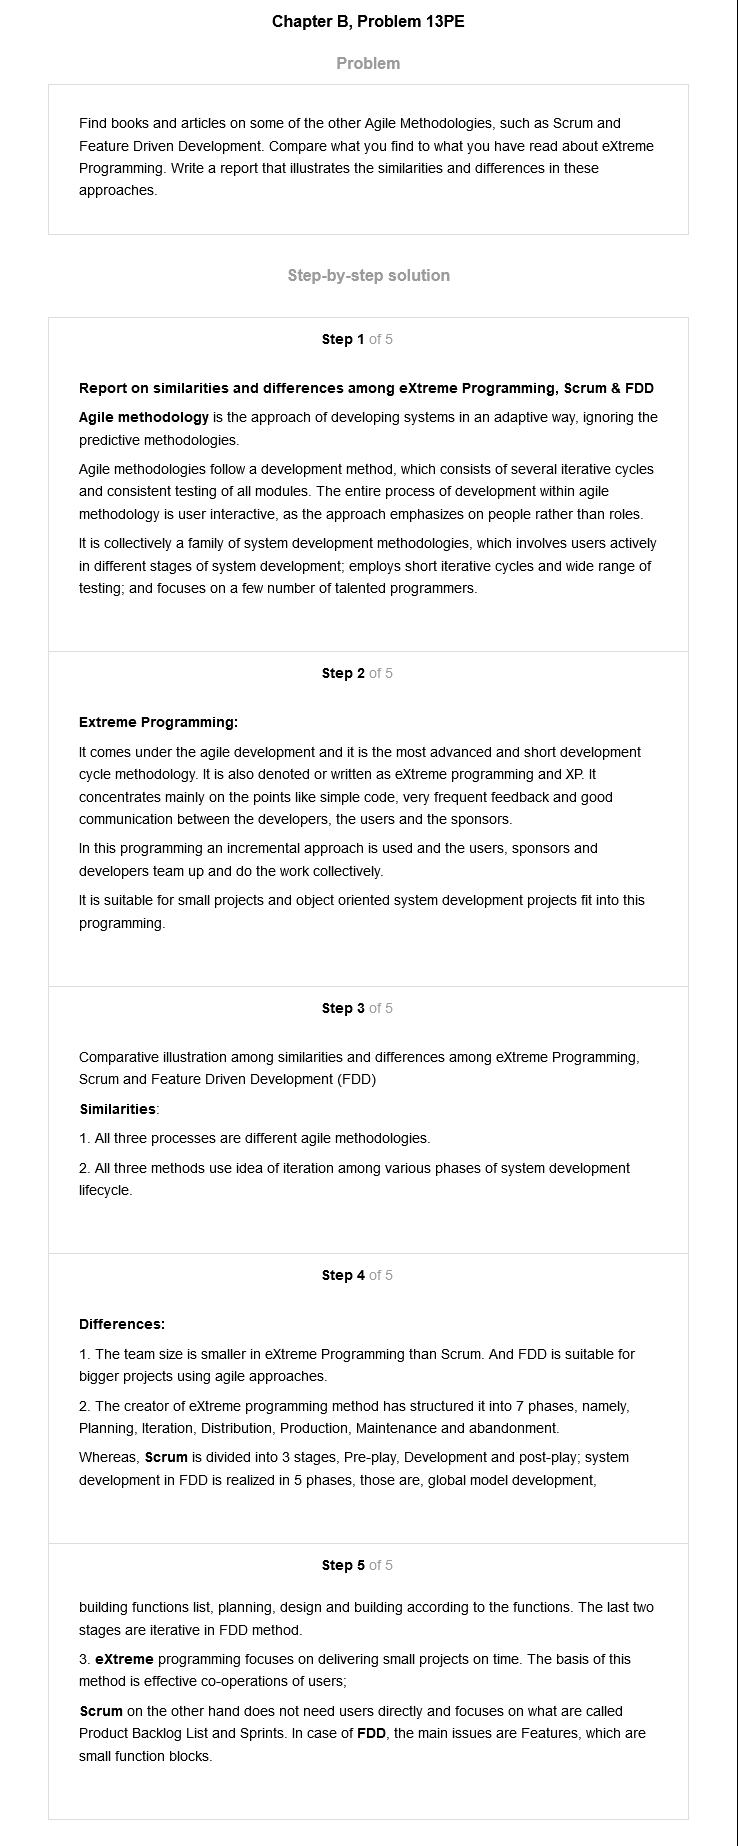 Chapter B, Problem 13PE
Problem
Find books and articles on some of the other Agile Methodologies, such as Scrum and
Feature Driven Development. Compare what you find to what you have read about eXtreme
Programming. Write a report that illustrates the similarities and differences in these
approaches.
Step-by-step solution
Step 1 of 5
Report on similarities and differences among eXtreme Programming, Scrum & FDD
Agile methodology is the approach of developing systems in an adaptive way, ignoring the
predictive methodologies.
Agile methodologies follow a development method, which consists of several iterative cycles
and consistent testing of all modules. The entire process of development within agile
methodology is user interactive, as the approach emphasizes on people rather than roles.
It is collectively a family of system development methodologies, which involves users actively
in different stages of system development; employs short iterative cycles and wide range of
testing; and focuses on a few number of talented programmers.
Step 2 of 5
Extreme Programming:
It comes under the agile development and it is the most advanced and short development
cycle methodology. It is also denoted or written as eXtreme programming and XP. It
concentrates mainly on the points like simple code, very frequent feedback and good
communication between the developers, the users and the sponsors.
In this programming an incremental approach is used and the users, sponsors and
developers team up and do the work collectively.
It is suitable for small projects and object oriented system development projects fit into this
programming.
Step 3 of 5
Comparative illustration among similarities and differences among eXtreme Programming,
Scrum and Feature Driven Development (FDD)
Similarities:
1. All three processes are different agile methodologies.
2. All three methods use idea of iteration among various phases of system development
lifecycle.
Step 4 of 5
Differences:
1. The team size is smaller in eXtreme Programming than Scrum. And FDD is suitable for
bigger projects using agile approaches.
2. The creator of eXtreme programming method has structured it into 7 phases, namely,
Planning, Iteration, Distribution, Production, Maintenance and abandonment.
Whereas, Scrum is divided into 3 stages, Pre-play, Development and post-play; system
development in FDD is realized in 5 phases, those are, global model development,
Step 5 of 5
building functions list, planning, design and building according to the functions. The last two
stages are iterative in FDD method.
3. eXtreme programming focuses on delivering small projects on time. The basis of this
method is effective co-operations of users;
Scrum on the other hand does not need users directly and focuses on what are called
Product Backlog List and Sprints. In case of FDD, the main issues are Features, which are
small function blocks.